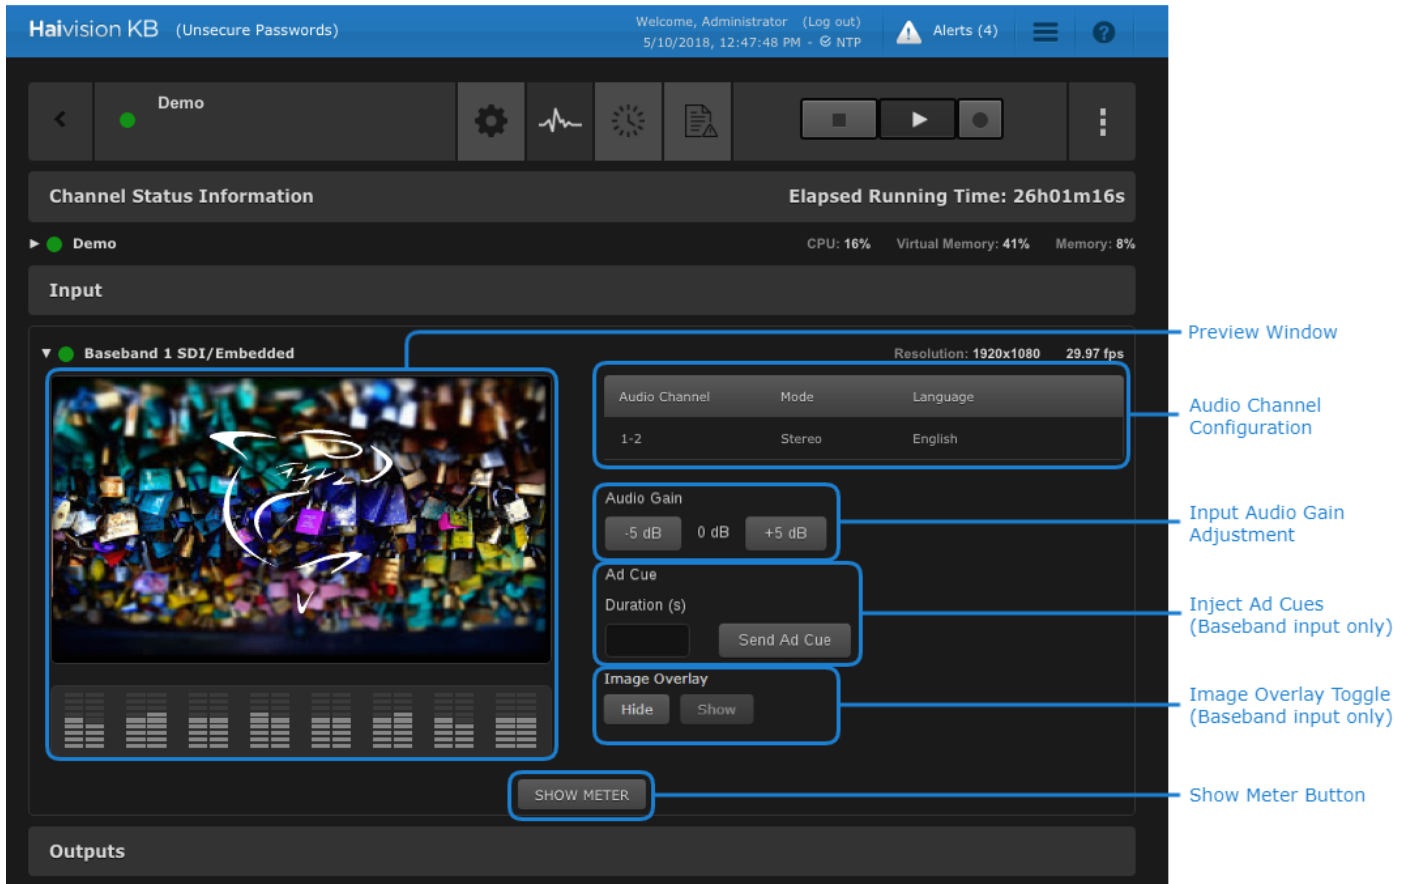 Haivision KB (Unsecure Passwords)
Welcome, Administrator (Log out)
5/10/2018, 12:47:48 PM - NTP
Alerts (4)
?
Demo
Channel Status Information
Elapsed Running Time: 26h01m16s
Demo
CPU: 16% Virtual Memory: 41% Memory: 8%
Input
Baseband 1 SDI/Embedded
Resolution: 1920x1080 29.97 fps
Preview Window
Audio Channel Mode Language
1-2 Stereo English
Audio Channel
Configuration
Audio Gain
-5 dB 0 dB +5 dB
Input Audio Gain
Adjustment
Ad Cue
Duration (s)
Send Ad Cue
Inject Ad Cues
(Baseband input only)
Image Overlay
Hide Show
Image Overlay Toggle
(Baseband input only)
SHOW METER
Show Meter Button
Outputs